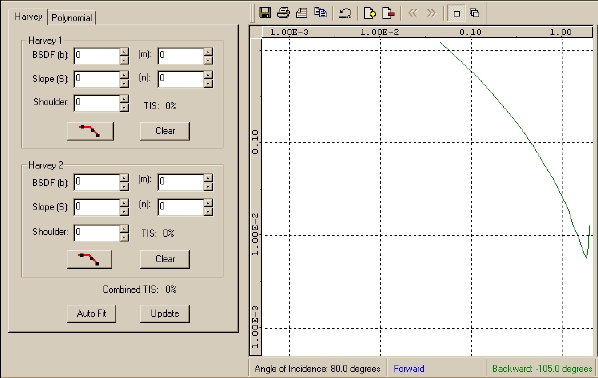 Harvey Polynomial
Harvey 1
BSDF (b): 0 (m): 0
Slope (S): 0 (n): 0
Shoulder: 0 TIS: 0%
Clear
Harvey 2
BSDF (b): 0 (m): 0
Slope (S): 0 (n): 0
Shoulder: 0 TIS: 0%
Clear
Combined TIS: 0%
Auto Fit Update
1.00E-3 1.00E-2 0.10 1.00
0.10
1.00E-2
1.00E-3
Angle of Incidence: 80.0 degrees Forward Backward: -105.0 degrees